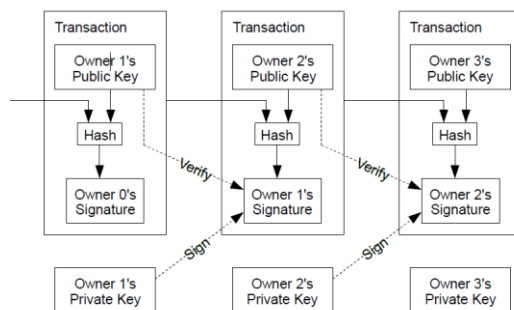 Transaction
Owner 1's
Public Key
Hash
Owner 0's
Signature
Transaction
Owner 2's
Public Key
Hash
Verify
Owner 1's
Signature
Transaction
Owner 3's
Public Key
Hash
Verify
Owner 2's
Signature
Sign
Sign
Owner 1's
Private Key
Owner 2's
Private Key
Owner 3's
Private Key